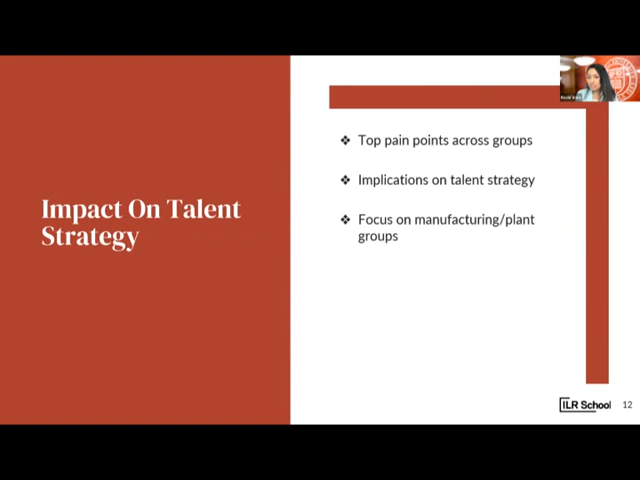 Impact On Talent
Strategy
❖ Top pain points across groups
❖ Implications on talent strategy
❖ Focus on manufacturing/plant
groups
ILR School
12